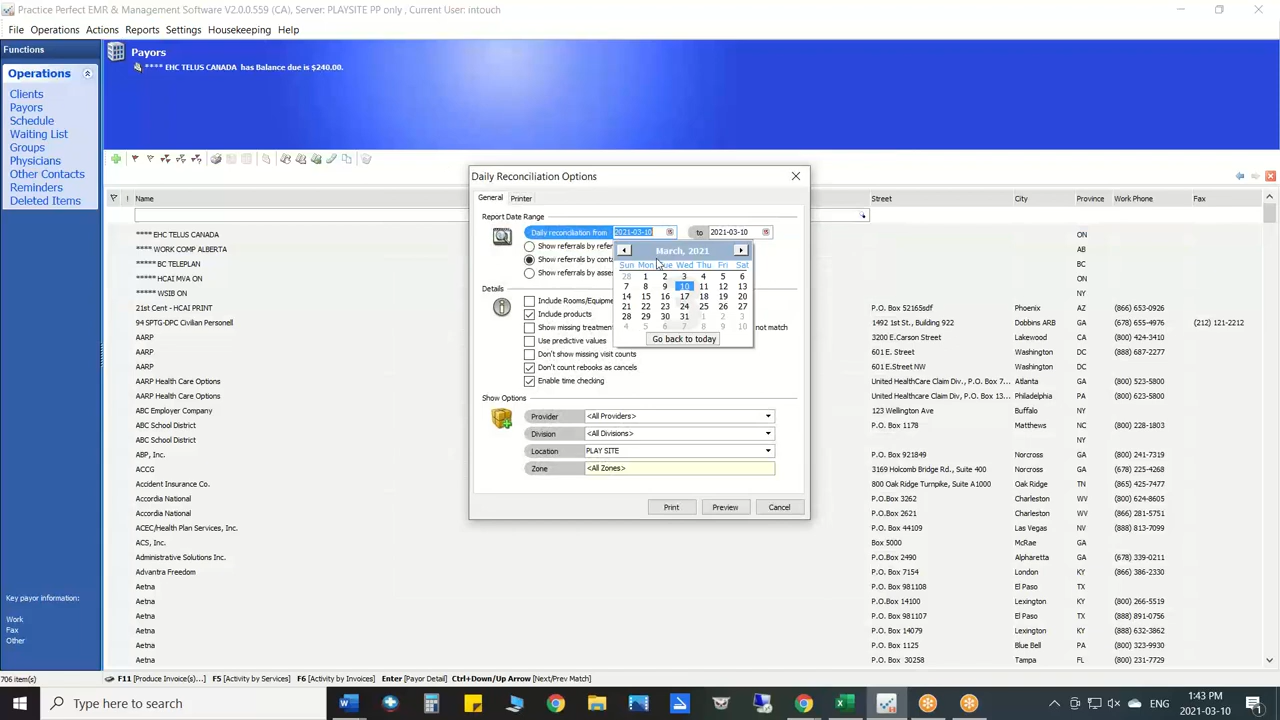 Practice Perfect EMR & Management Software V2.0.0.559 (CA), Server: PLAYSITE PP only , Current User: intouch
File Operations Actions Reports Settings Housekeeping Help
Functions
Operations
Clients
Payors
Schedule
Waiting List
Groups
Physicians
Other Contacts
Reminders
Deleted Items
Key payor information:
Work
Fax
Other
Payors
**** EHC TELUS CANADA has Balance due is $240.00.
! Name Street City Province Work Phone Fax
**** EHC TELUS CANADA ON
**** WORK COMP ALBERTA AB
*** BC TELEPLAN BC
*** HCAI MVA ON ON
*** WSIB ON ON
21st Cent - HCAI PRINT P.O. Box 52165sdf Phoenix AZ (866) 653-0926
94 SPTG-DPC Civilian Personell 1492 1st St., Building 922 Dobbins ARB GA (678) 655-4976 (212) 121-2212
AARP 3,200 E.Carson Street Lakewood CA (800) 424-3410
AARP 601 E. Street Washington DC (888) 687-2277
AARP 601 E.Street NW Washington DC
AARP Health Care Options United HealthCare Claim Div., P.O Box 7... Atlanta GA (800) 523-5800
AARP Health Care Options United HealthCare Claim Div, P.O. Box 1... Philadelphia PA (800) 623-5800
ABC Employer Company 123 Wellington Ave Buffalo NY
ABC School District P.O. Box 1178 Matthews NC (800) 228-1803
ABC School District NY
ABP, Inc. P.O. Box 922849 Norcross GA (800) 241-7319
ACCG 3169 Holcomb Bridge Rd., Suite 400 Norcross GA (800) 225-4268
Accident Insurance Co. 800 Oak Ridge Turnpike, Suite A1000 Oak Ridge TN (865) 425-7477
Accordia National P.O. Box 3262 Charleston WV (800) 624-8605
Accordia National P.O. Box 2621 Charleston WV (866) 281-5751
ACEC/Health Plan Services, Inc. P.O. Box 44109 Las Vegas NV (888) 813-7099
ACS, Inc. Box 5000 McRae GA
Administrative Solutions Inc. P.O. Box 2490 Alpharetta GA (678) 339-0211
Advantra Freedom P.O. Box 7154 London KY (866) 386-2330
Aetna P.O. Box 981108 El Paso TX
Aetna P.O.Box 14100 Lexington KY (800) 266-5519
Aetna P.O. Box 981107 El Paso TX (888) 891-0756
Aetna P.O. Box 14079 Lexington KY (888) 632-3862
Aetna P.O. Box 1125 Blue Bell PA (800) 323-9930
Aetna P.O. Box 30258 Tampa FL (800) 231-7729
Daily Reconciliation Options
General Printer
Report Date Range
Daily reconciliation from 2021-03-10 to 2021-03-10
Show referrals by refer
Show referrals by conta
Show referrals by asses
March, 2021
Sun Mon Tue Wed Thu Fri Sat
28 1 2 3 4 5 6
7 8 9 10 11 12 13
14 15 16 17 18 19 20
21 22 23 24 25 26 27
28 29 30 31 1 2 3
4 5 6 7 8 9 10
Go back to today
Details
Include Rooms/Equipme
Include products
Show missing treatmen not match
Use predictive values
Don't show missing visit counts
Don't count rebooks as cancels
Enable time checking
Show Options
Provider <All Providers>
Division <All Divisions>
Location PLAY SITE
Zone <All Zones>
Print Preview Cancel
706 item(s) F11 [Produce Invoice(s)...] F5 [Activity by Services] F6 [Activity by Invoices] Enter [Payor Detail] Ctrl+Down/Up Arrow [Next/Prev Match]
Type here to search
ENG
1:43 PM
2021-03-10